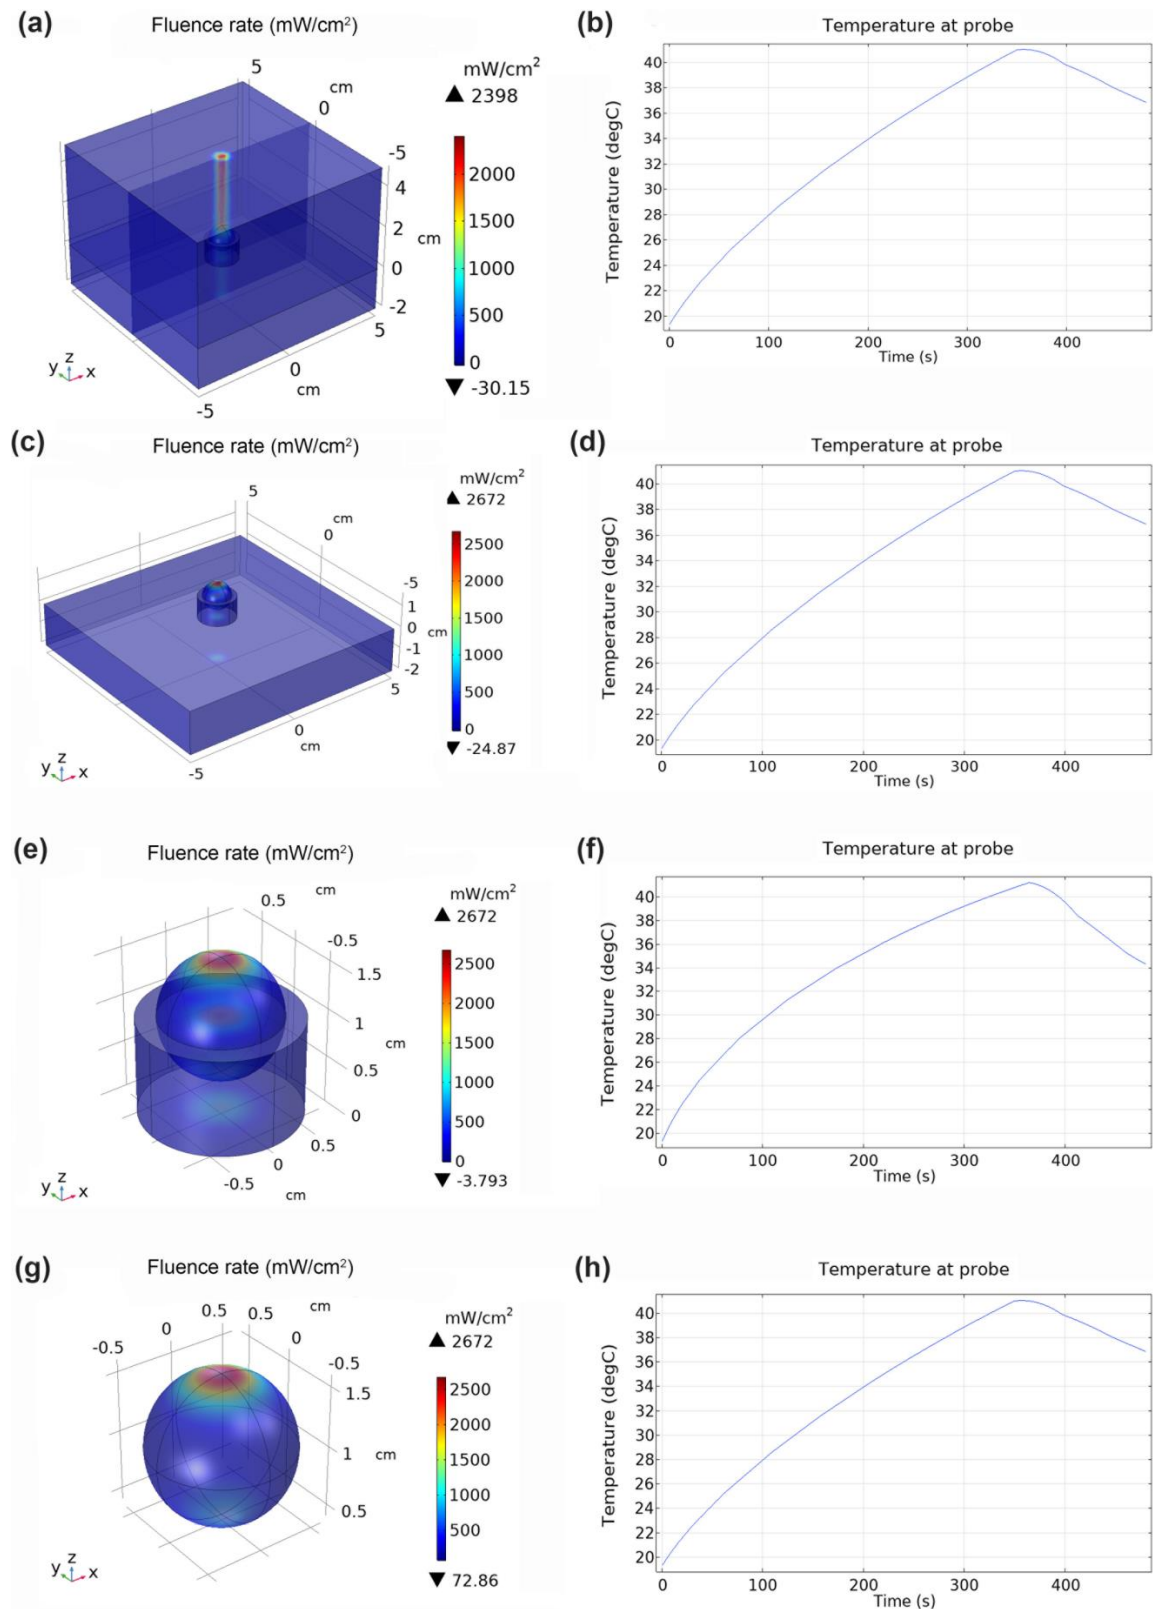 (a)
Fluence rate (mW/cm²)
5
cm
0
-5
4
2
cm
0
-2
5
0
cm
-5
mW/cm²
▲ 2398
2000
1500
1000
500
0
▼ -30.15
y z x
(b)
Temperature at probe
Temperature (degC)
40
38
36
34
32
30
28
26
24
22
20
0 100 200 300 400
Time (s)
(c)
Fluence rate (mW/cm²)
5
cm
0
-5
1
0
cm
-1
-2
5
0
cm
-5
mW/cm²
▲ 2672
2500
2000
1500
1000
500
0
▼ -24.87
y z x
(d)
Temperature at probe
Temperature (degC)
40
38
36
34
32
30
28
26
24
22
20
0 100 200 300 400
Time (s)
(e)
Fluence rate (mW/cm²)
cm
0.5
-0.5
1.5
1
cm
0.5
0
0.5
0
-0.5
cm
mW/cm²
▲ 2672
2500
2000
1500
1000
500
0
▼ -3.793
y z x
(f)
Temperature at probe
Temperature (degC)
40
38
36
34
32
30
28
26
24
22
20
0 100 200 300 400
Time (s)
(g)
Fluence rate (mW/cm²)
0.5 0.5 cm
0 0
-0.5 -0.5
1.5
1 cm
0.5
mW/cm²
▲ 2672
2500
2000
1500
1000
500
▼ 72.86
y z x
(h)
Temperature at probe
Temperature (degC)
40
38
36
34
32
30
28
26
24
22
20
0 100 200 300 400
Time (s)